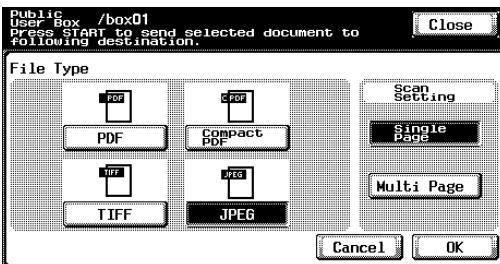 Public
User Box /box01
Press START to send selected document to
following destination.
Close
File Type
PDF
C PDF
PDF
Compact
PDF
TIFF
JPEG
TIFF
JPEG
Scan
Setting
Single
Page
Multi Page
Cancel
OK